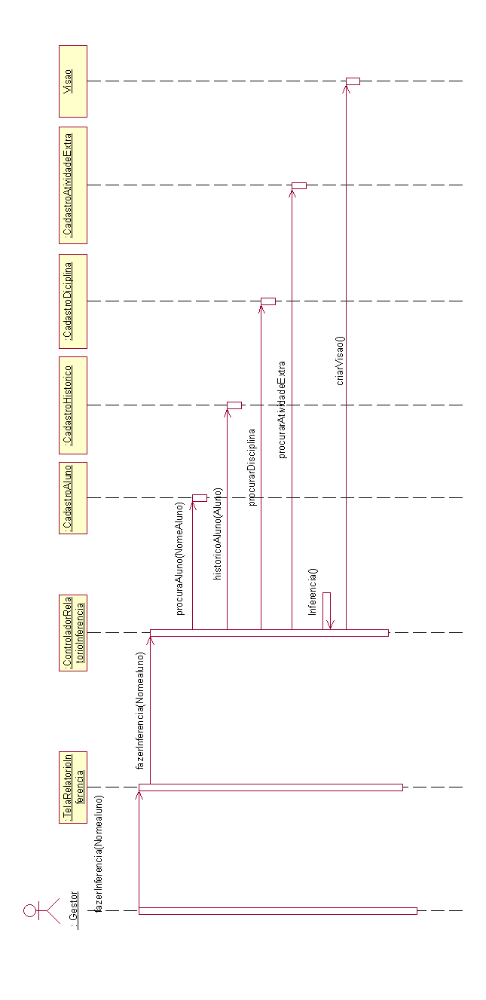 : Gestor
:TelaRelatorioIn
ferencia
:ControladorRela
torioInferencia
:CadastroAluno
:CadastroHistorico
:CadastroDiciplina
:CadastroAtividadeExtra
Visao
fazerInferencia(Nomealuno)
fazerInferencia(Nomealuno)
procuraAluno(NomeAluno)
historicoAluno(Aluno)
procurarDisciplina
procurarAtividadeExtra
Inferencia()
criarVisao()